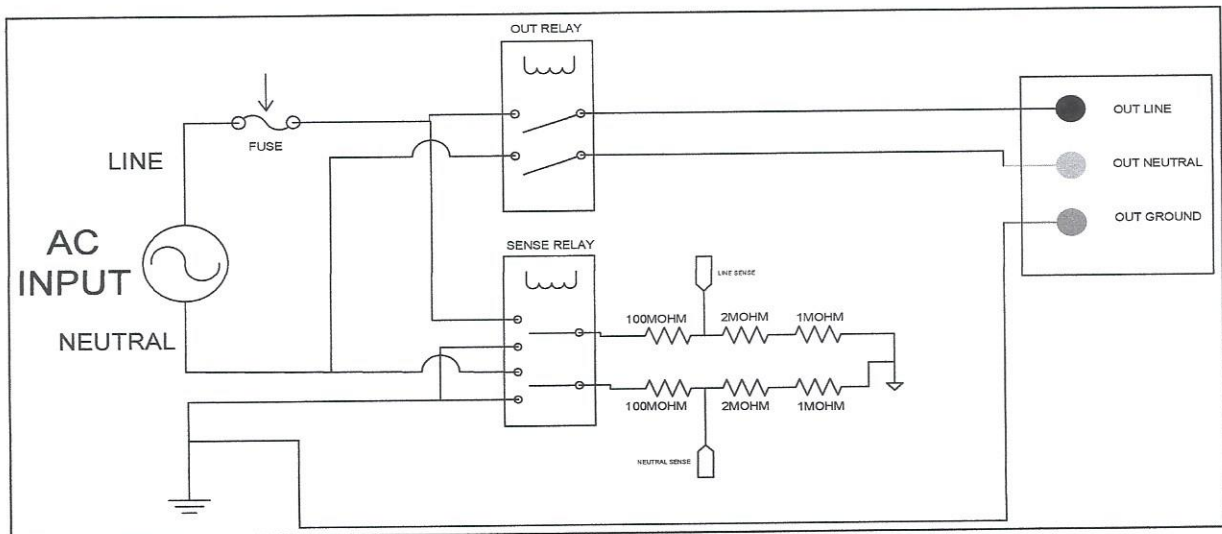 OUT RELAY
FUSE
LINE
AC
INPUT
NEUTRAL
OUT LINE
OUT NEUTRAL
OUT GROUND
SENSE RELAY
LINE SENSE
100MOHM
2MOHM
1MOHM
100MOHM
2MOHM
1MOHM
NEUTRAL SENSE